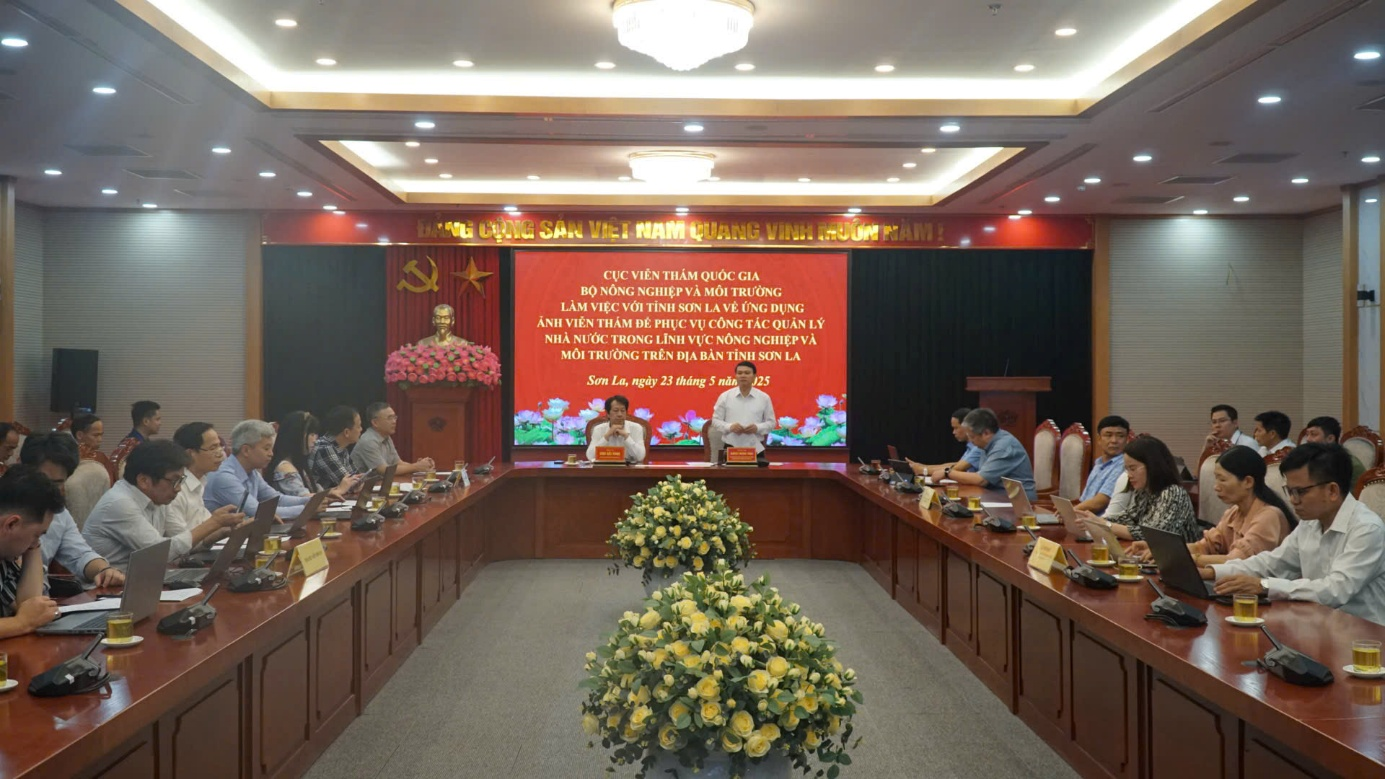 ĐẢNG CỘNG SẢN VIỆT NAM QUANG VINH MUÔN NĂM !
CỤC VIỄN THÁM QUỐC GIA
BỘ NÔNG NGHIỆP VÀ MÔI TRƯỜNG
LÀM VIỆC VỚI TỈNH SƠN LA VỀ ỨNG DỤNG
ẢNH VIỄN THÁM ĐỂ PHỤC VỤ CÔNG TÁC QUẢN LÝ
NHÀ NƯỚC TRONG LĨNH VỰC NÔNG NGHIỆP VÀ
MÔI TRƯỜNG TRÊN ĐỊA BÀN TỈNH SƠN LA
Sơn La, ngày 23 tháng 5 năm 2025